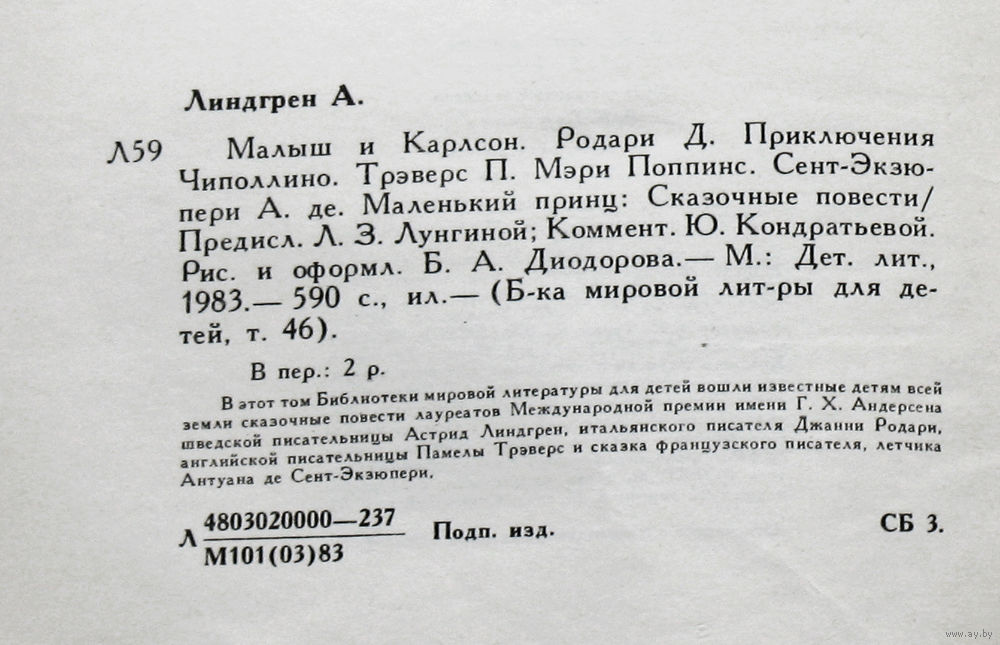 Линдгрен А.
Л59 Малыш и Карлсон. Родари Д. Приключения
Чиполлино. Трэверс П. Мэри Поппинс. Сент-Экзю-
пери А. де. Маленький принц: Сказочные повести/
Предисл. Л. З. Лунгиной; Коммент. Ю. Кондратьевой.
Рис. и оформл. Б. А. Диодорова.— М.: Дет. лит.,
1983.— 590 с., ил.— (Б-ка мировой лит-ры для де-
тей, т. 46).
В пер.: 2 р.
В этот том Библиотеки мировой литературы для детей вошли известные детям всей
земли сказочные повести лауреатов Международной премии имени Г. Х. Андерсена
шведской писательницы Астрид Линдгрен, итальянского писателя Джанни Родари,
английской писательницы Памелы Трэверс и сказка французского писателя, летчика
Антуана де Сент-Экзюпери.
Л 4803020000—237
М101(03)83
Подп. изд.
СБ 3.
www.ay.by